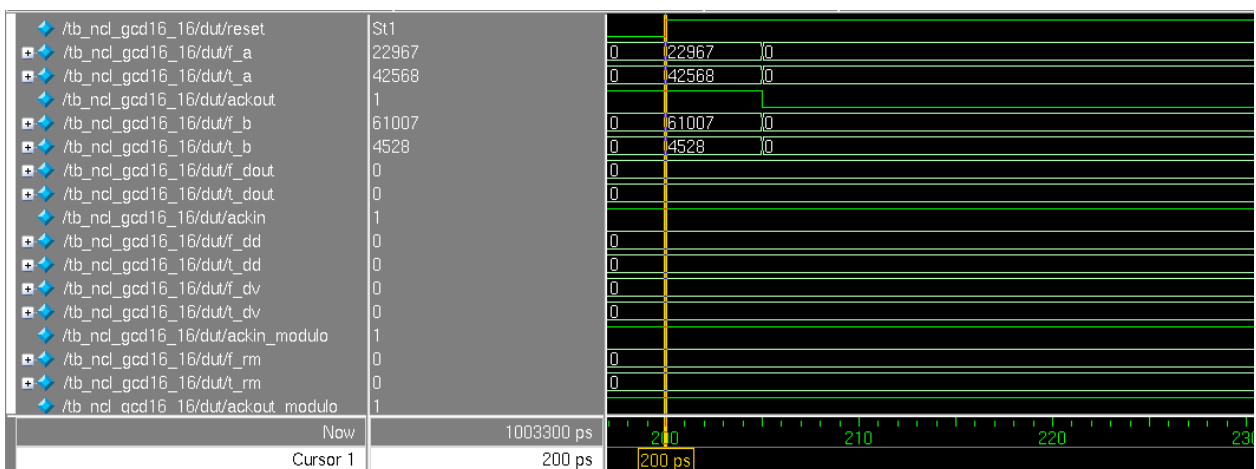 /tb_ncl_gcd16_16/dut/reset St1
/tb_ncl_gcd16_16/dut/f_a 22967 0 22967 0
/tb_ncl_gcd16_16/dut/t_a 42568 0 42568 0
/tb_ncl_gcd16_16/dut/ackout 1
/tb_ncl_gcd16_16/dut/f_b 61007 0 61007 0
/tb_ncl_gcd16_16/dut/t_b 4528 0 4528 0
/tb_ncl_gcd16_16/dut/f_dout 0 0
/tb_ncl_gcd16_16/dut/t_dout 0 0
/tb_ncl_gcd16_16/dut/ackin 1
/tb_ncl_gcd16_16/dut/f_dd 0 0
/tb_ncl_gcd16_16/dut/t_dd 0 0
/tb_ncl_gcd16_16/dut/f_dv 0 0
/tb_ncl_gcd16_16/dut/t_dv 0 0
/tb_ncl_gcd16_16/dut/ackin_modulo 1
/tb_ncl_gcd16_16/dut/f_rm 0 0
/tb_ncl_gcd16_16/dut/t_rm 0 0
/tb_ncl_gcd16_16/dut/ackout_modulo 1
Now 1003300 ps 200 210 220 230
Cursor 1 200 ps 200 ps